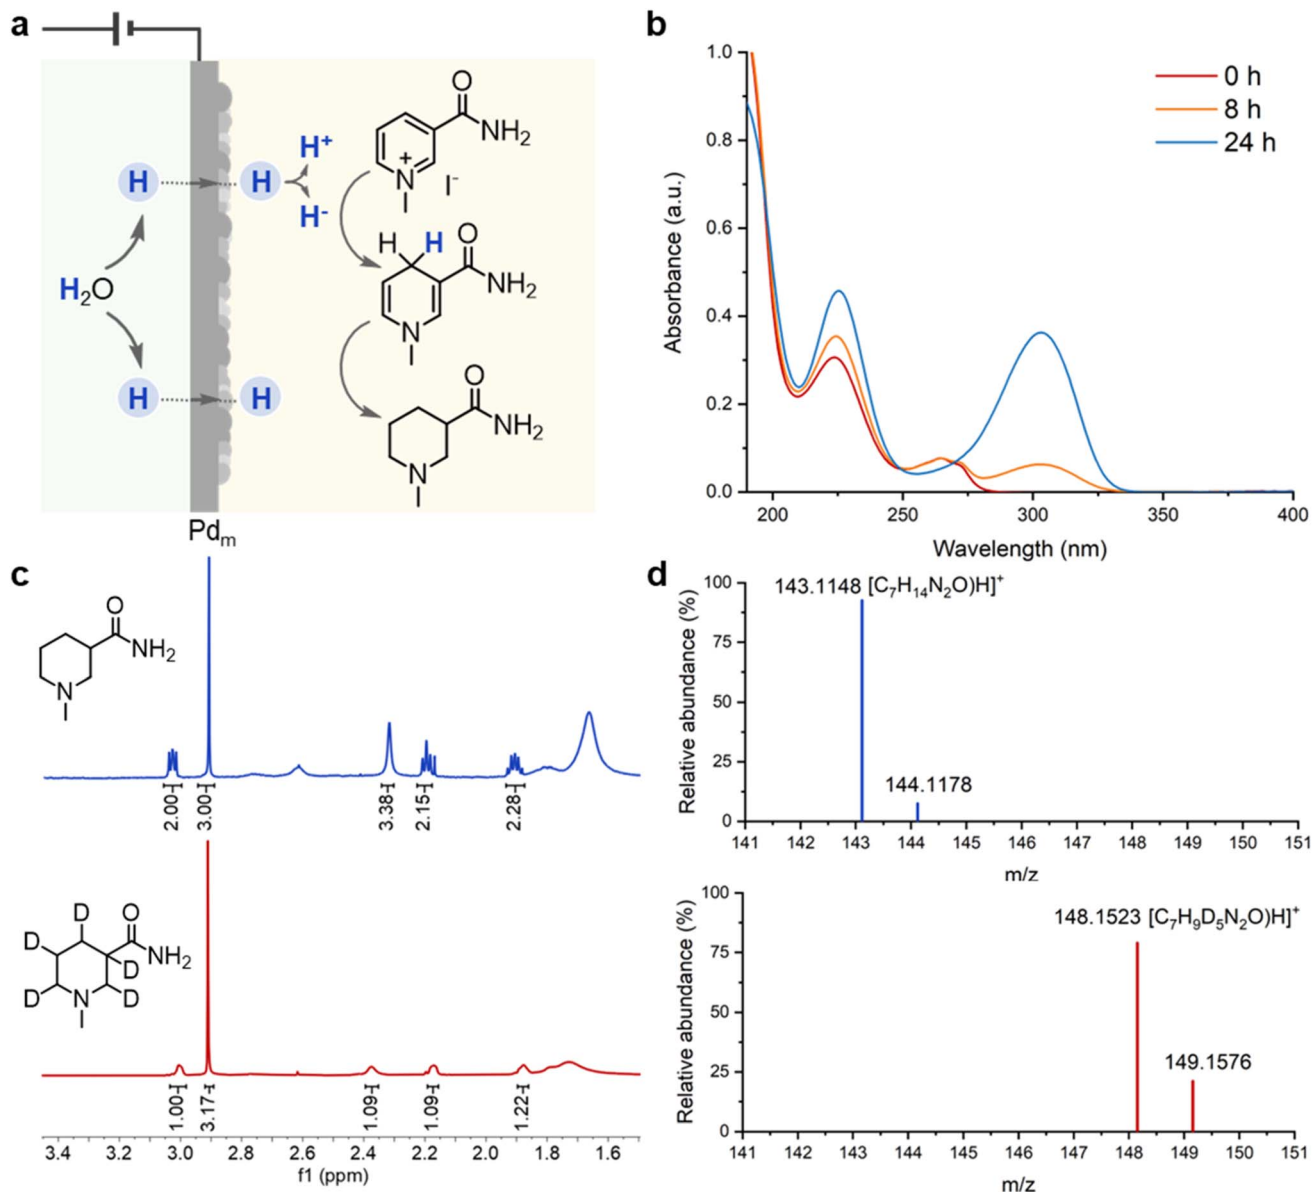 a
H H H⁺
H⁻
H₂O
H H
Pdₘ
O
NH₂
+
N
I⁻
H H O
NH₂
N
O
NH₂
N
b
0 h
8 h
24 h
Absorbance (a.u.)
1.0
0.8
0.6
0.4
0.2
0.0
200 250 300 350 400
Wavelength (nm)
c
O
NH₂
N
2.00 3.00 3.38 2.15 2.28
D O
D NH₂
D
D N D
1.00 3.17 1.09 1.09 1.22
3.4 3.2 3.0 2.8 2.6 2.4 2.2 2.0 1.8 1.6
f1 (ppm)
d
Relative abundance (%)
100
75
50
25
0
143.1148 [C₇H₁₄N₂O)H]⁺
144.1178
141 142 143 144 145 146 147 148 149 150 151
m/z
Relative abundance (%)
100
75
50
25
0
148.1523 [C₇H₉D₅N₂O)H]⁺
149.1576
141 142 143 144 145 146 147 148 149 150 151
m/z